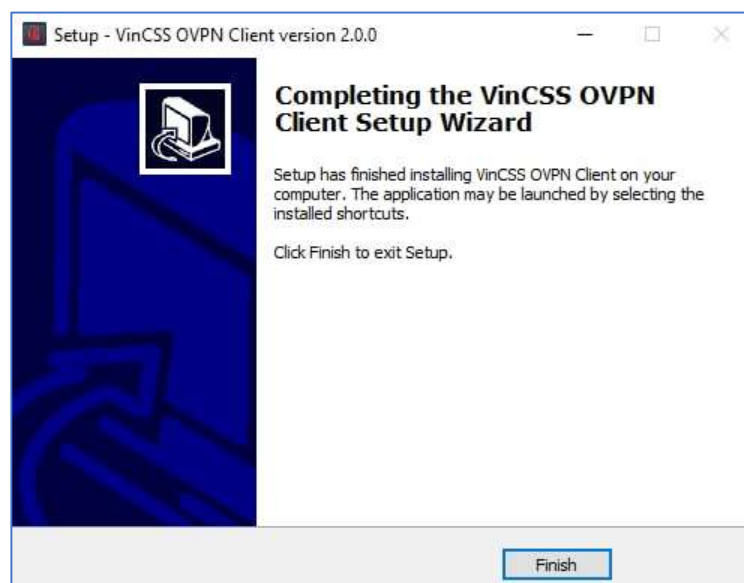 Setup - VinCSS OVPN Client version 2.0.0
Completing the VinCSS OVPN
Client Setup Wizard
Setup has finished installing VinCSS OVPN Client on your
computer. The application may be launched by selecting the
installed shortcuts.
Click Finish to exit Setup.
Finish